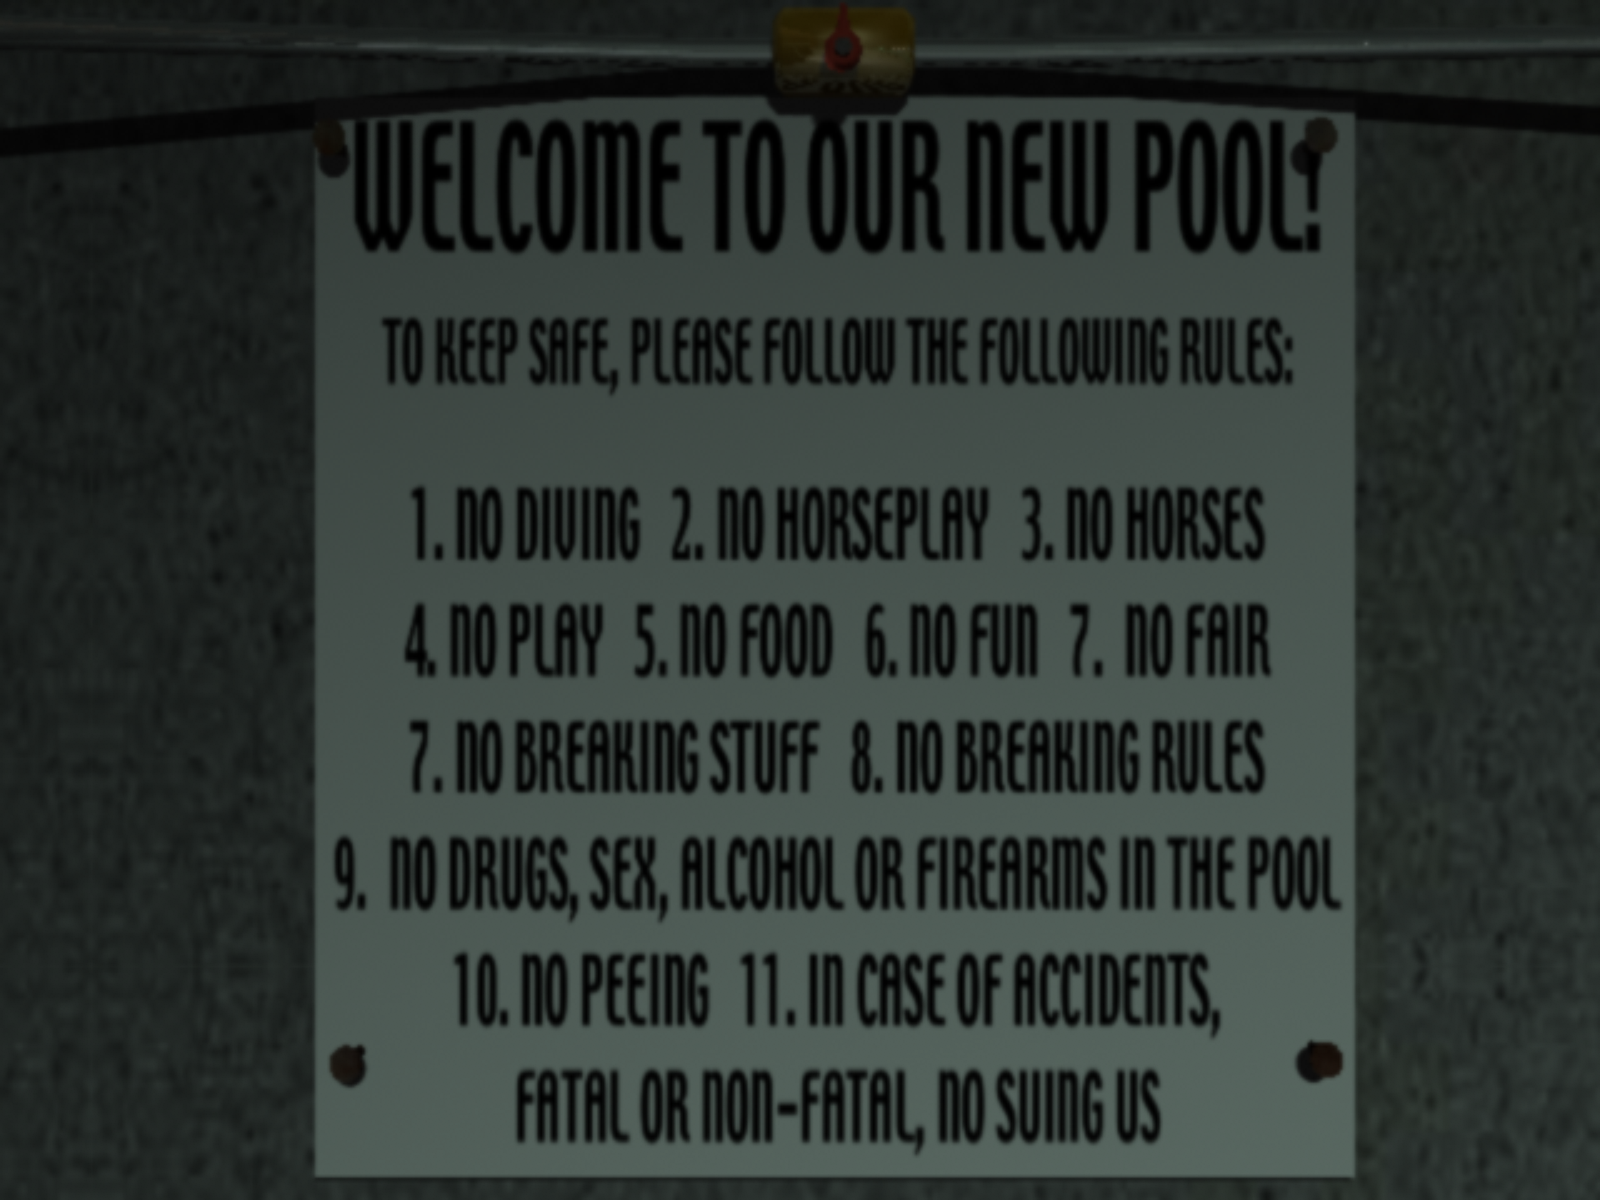 WELCOME TO OUR NEW POOL!
TO KEEP SAFE, PLEASE FOLLOW THE FOLLOWING RULES:
1. NO DIVING 2. NO HORSEPLAY 3. NO HORSES
4. NO PLAY 5. NO FOOD 6. NO FUN 7. NO FAIR
7. NO BREAKING STUFF 8. NO BREAKING RULES
9. NO DRUGS, SEX, ALCOHOL OR FIREARMS IN THE POOL
10. NO PEEING 11. IN CASE OF ACCIDENTS,
FATAL OR NON-FATAL, NO SUING US